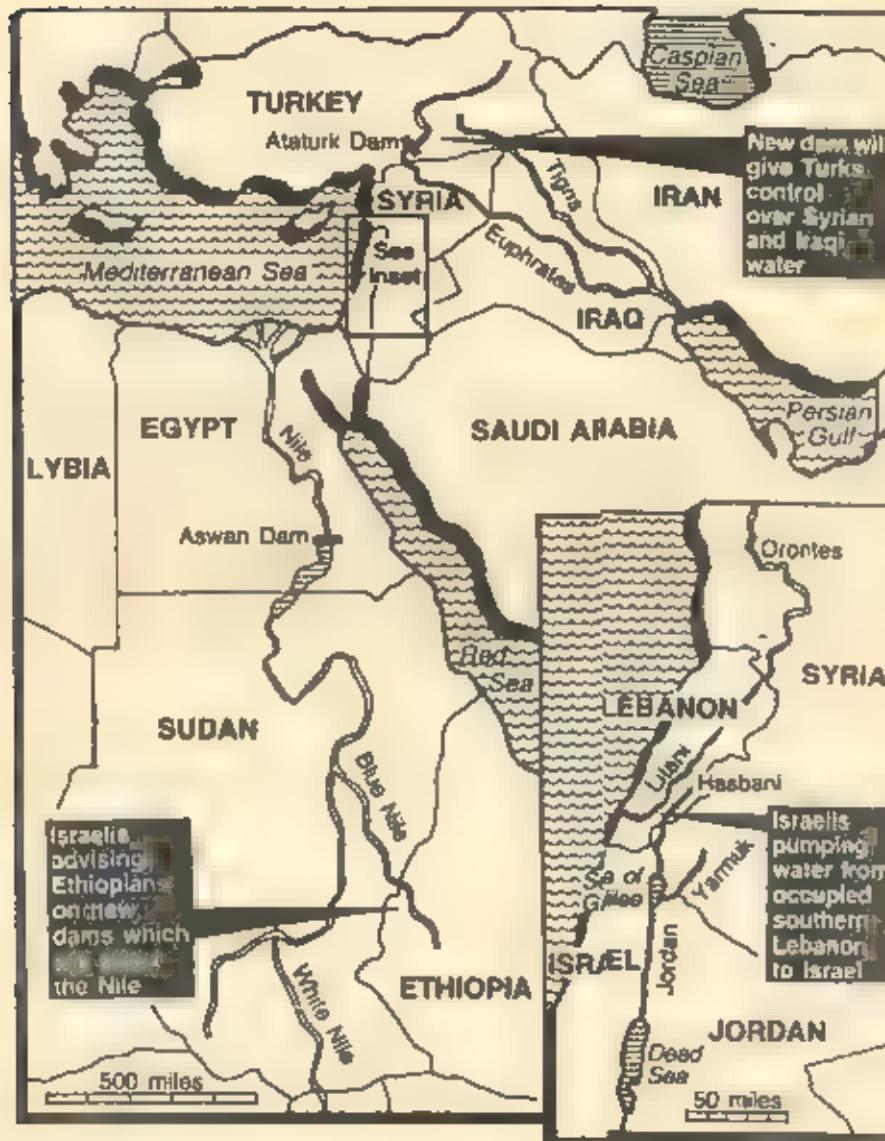 Caspian
Sea
TURKEY
Ataturk Dam
New dam will
give Turks
control
over Syrian
and Iraqi
water
SYRIA
Tigris
IRAN
See
Inset
Mediterranean Sea
Euphrates
IRAQ
EGYPT
Nile
SAUDI ARABIA
Persian
Gulf
LYBIA
Aswan Dam
Orontes
Red
Sea
SYRIA
LEBANON
SUDAN
Litani
Hasbani
Blue Nile
Israelis
advising
Ethiopians
on new
dams which
the Nile
Israelis
pumping
water from
occupied
southern
Lebanon
to Israel
Sea of
Galilee
Yarmuk
ISRAEL
Jordan
ETHIOPIA
White Nile
JORDAN
Dead
Sea
500 miles
50 miles